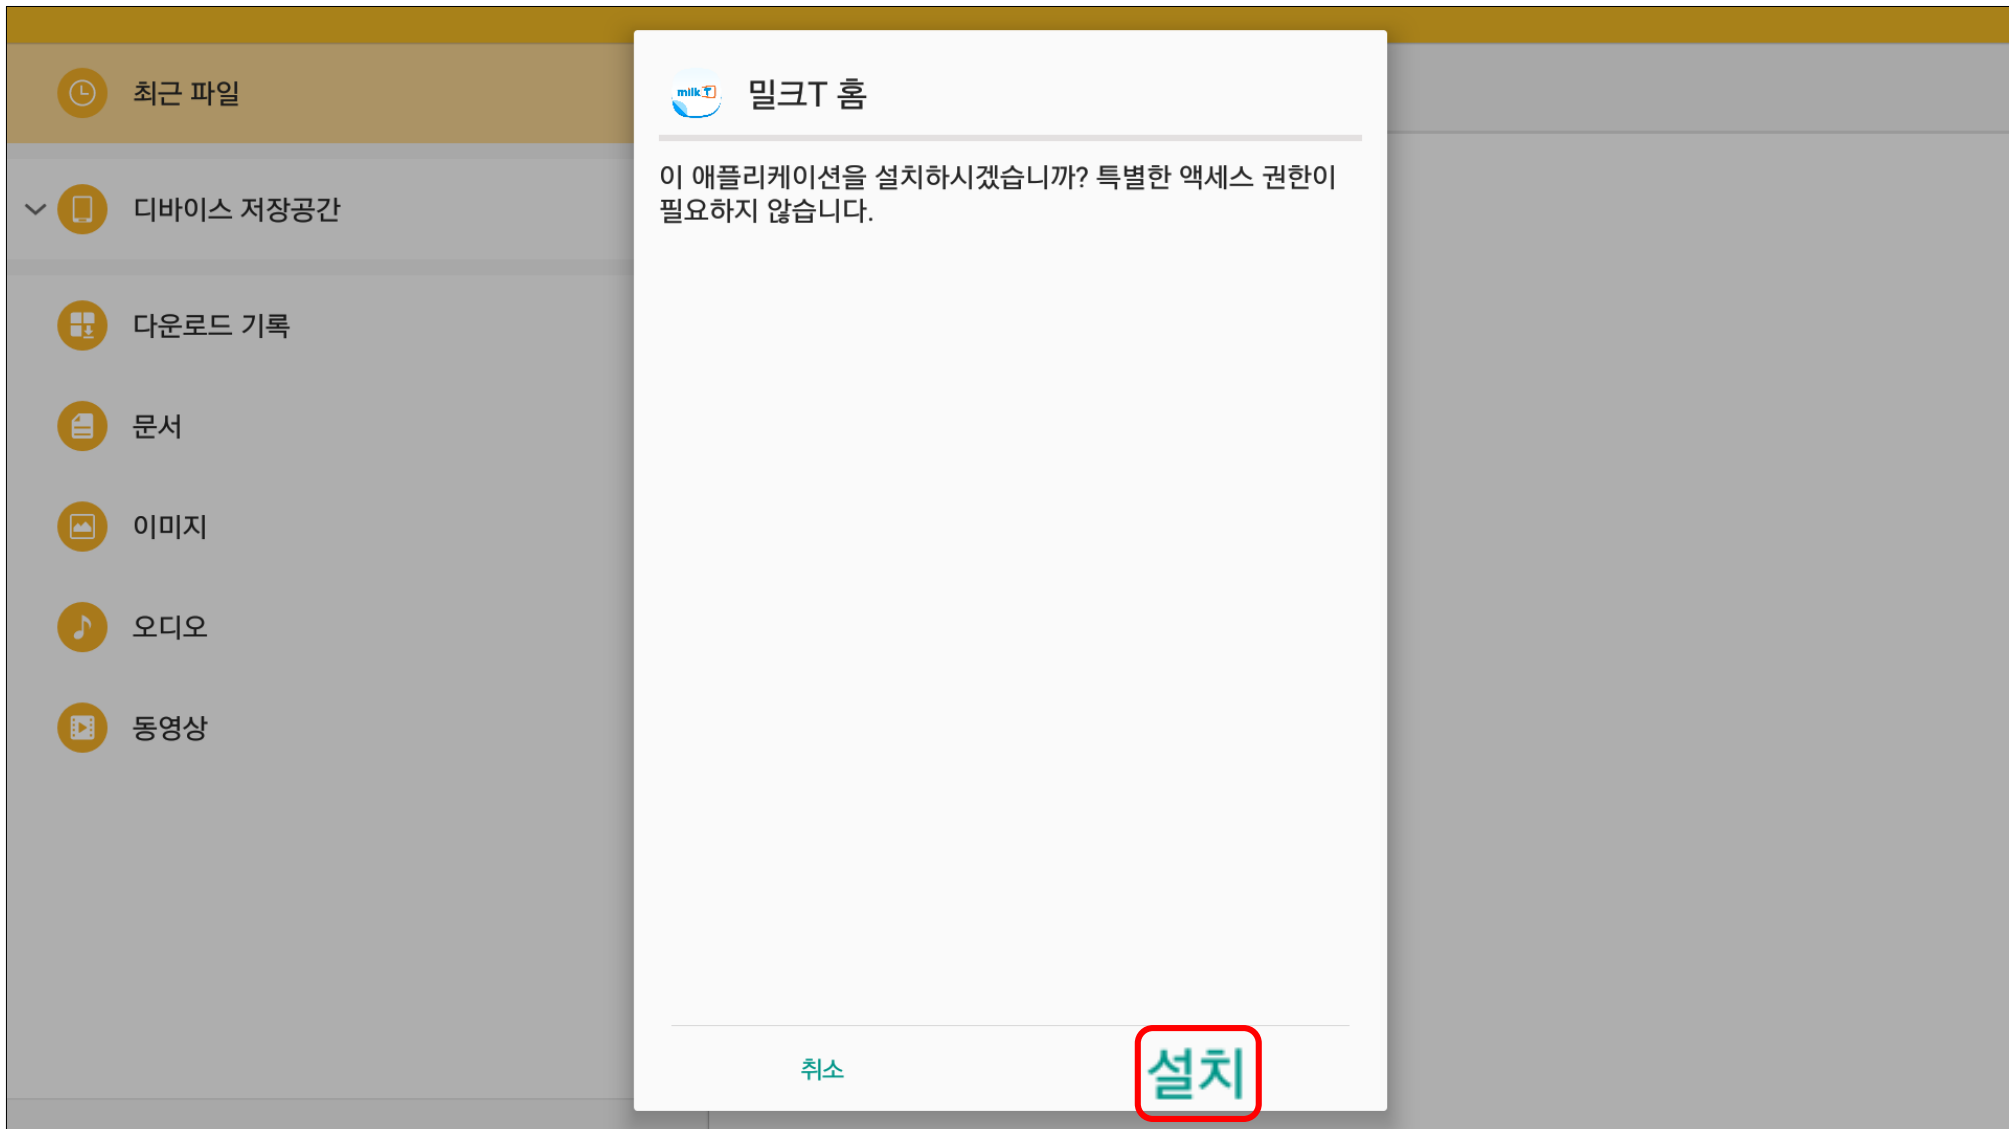 최근 파일
디바이스 저장공간
다운로드 기록
문서
이미지
오디오
동영상
milk T
밀크T 홈
이 애플리케이션을 설치하시겠습니까? 특별한 액세스 권한이
필요하지 않습니다.
취소
설치